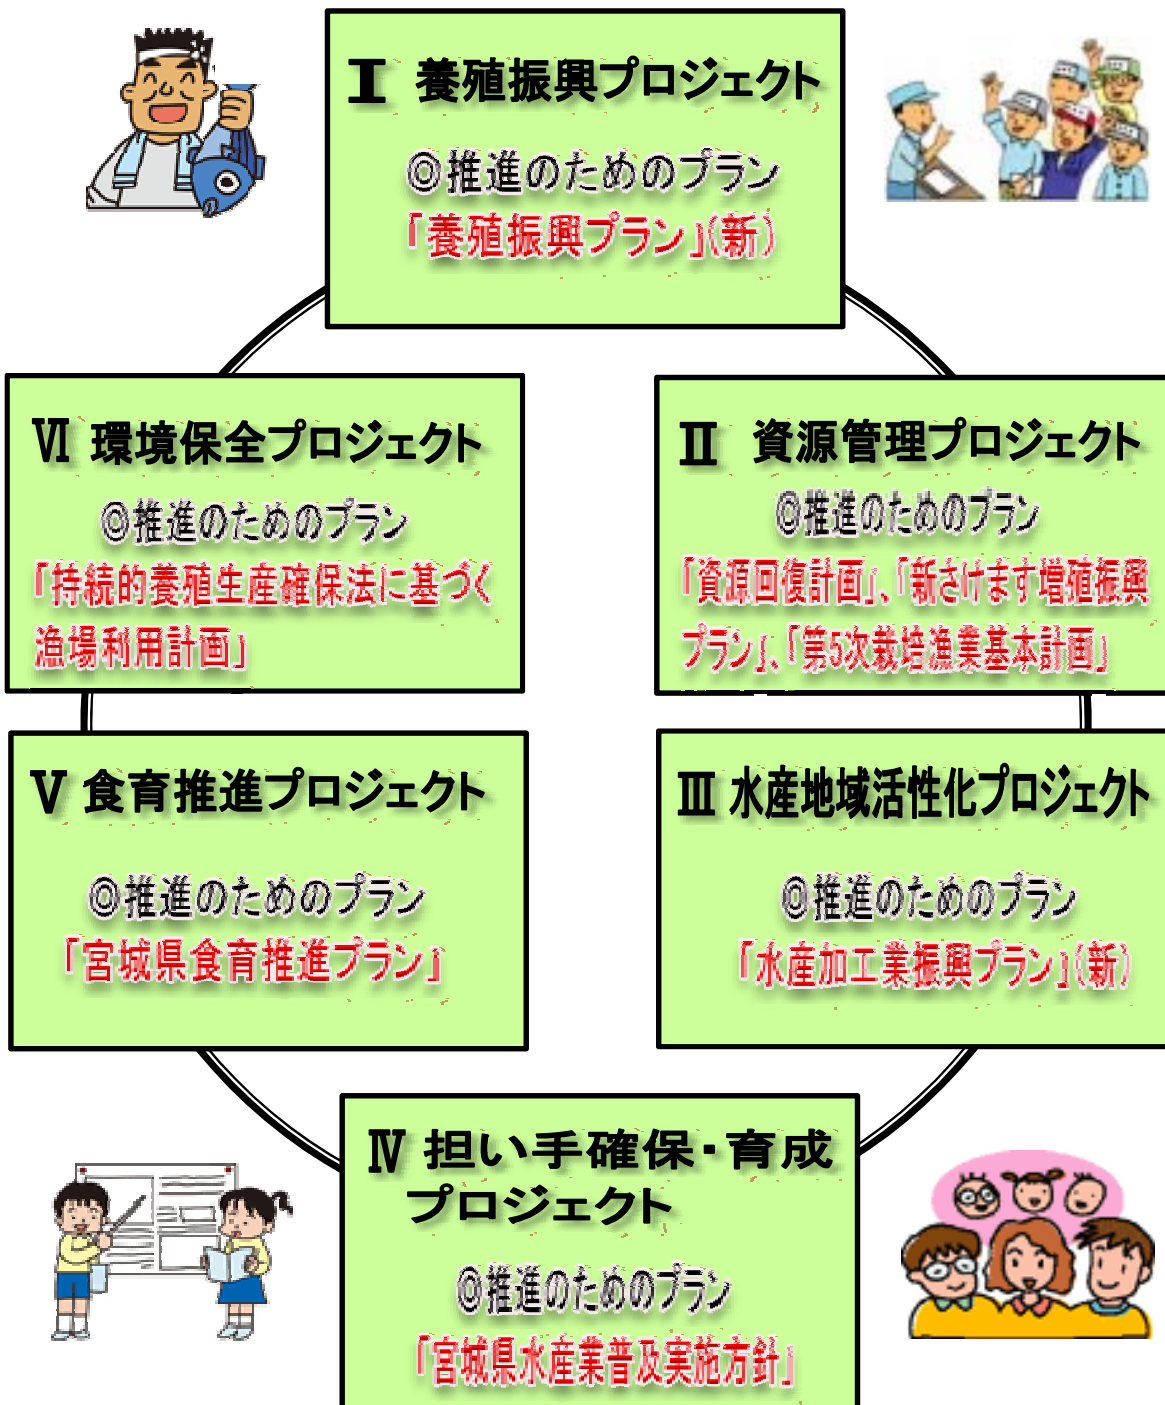 Ⅰ 養殖振興プロジェクト
◎推進のためのプラン
「養殖振興プラン」(新)
Ⅱ 資源管理プロジェクト
◎推進のためのプラン
「資源回復計画」、「新さけます増殖振興
プラン」、「第5次栽培漁業基本計画」
Ⅲ 水産地域活性化プロジェクト
◎推進のためのプラン
「水産加工業振興プラン」(新)
Ⅳ 担い手確保・育成
プロジェクト
◎推進のためのプラン
「宮城県水産業普及実施方針」
Ⅴ 食育推進プロジェクト
◎推進のためのプラン
「宮城県食育推進プラン」
Ⅵ 環境保全プロジェクト
◎推進のためのプラン
「持続的養殖生産確保法に基づく
漁場利用計画」